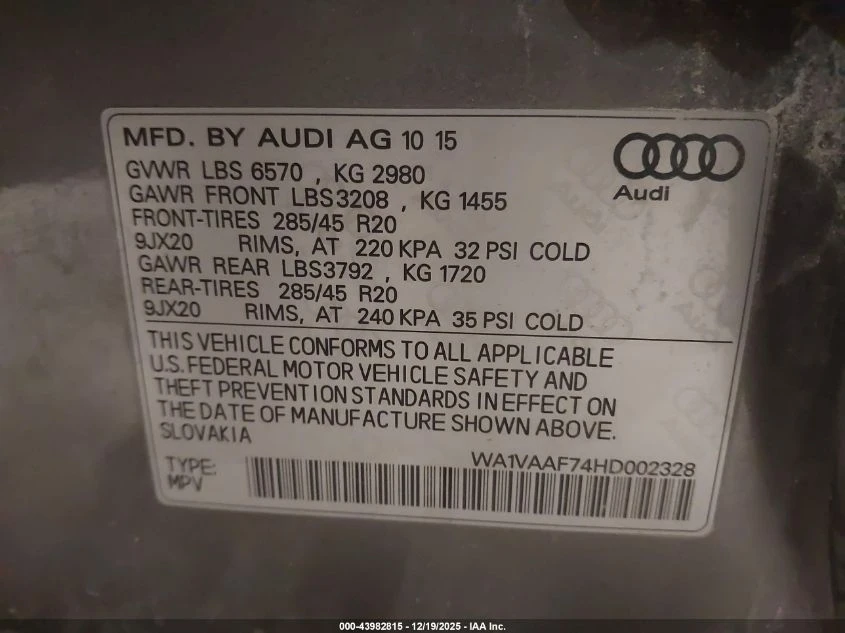 MFD. BY AUDI AG 10 15
Audi
GVWR LBS 6570 , KG 2980
GAWR FRONT LBS3208 , KG 1455
FRONT-TIRES 285/45 R20
9JX20 RIMS, AT 220 KPA 32 PSI COLD
GAWR REAR LBS3792 , KG 1720
REAR-TIRES 285/45 R20
9JX20 RIMS, AT 240 KPA 35 PSI COLD
THIS VEHICLE CONFORMS TO ALL APPLICABLE
U.S. FEDERAL MOTOR VEHICLE SAFETY AND
THEFT PREVENTION STANDARDS IN EFFECT ON
THE DATE OF MANUFACTURE SHOWN ABOVE.
SLOVAKIA
WA1VAAF74HD002328
TYPE:
MPV
000-43982815 - 12/19/2025 - IAA Inc.